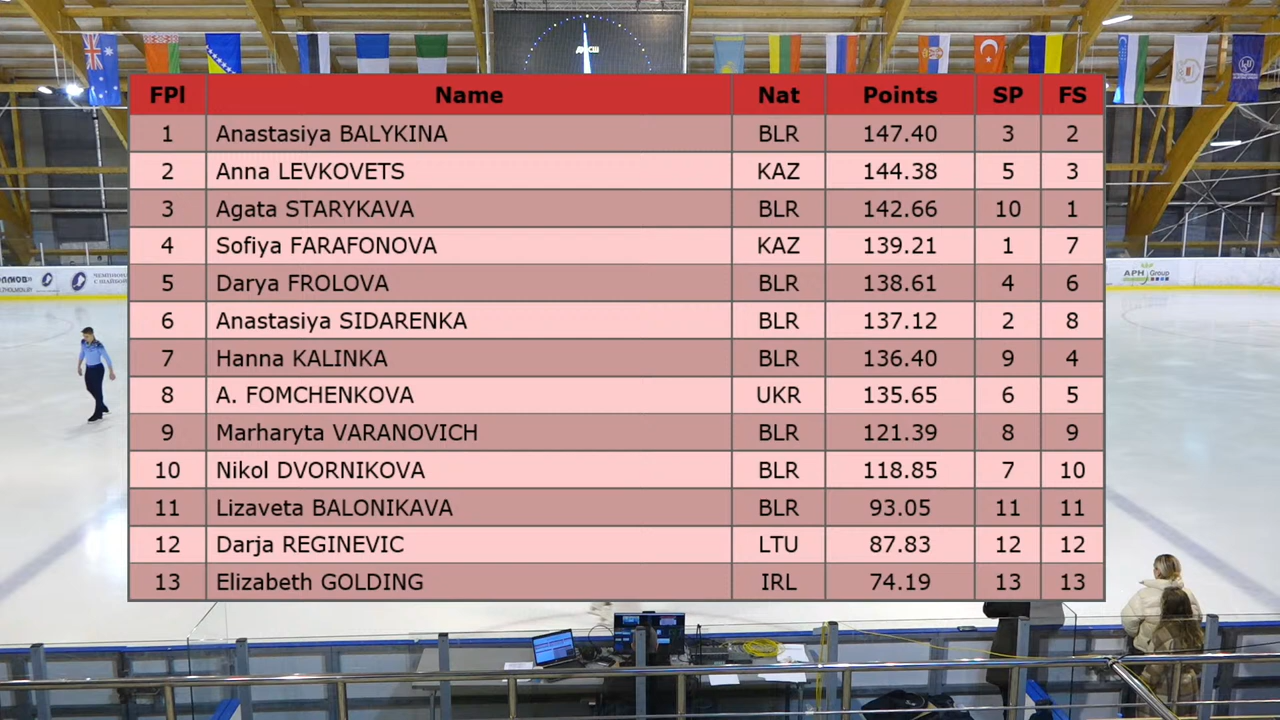 FPl Name Nat Points SP FS
1 Anastasiya BALYKINA BLR 147.40 3 2
2 Anna LEVKOVETS KAZ 144.38 5 3
3 Agata STARYKAVA BLR 142.66 10 1
4 Sofiya FARAFONOVA KAZ 139.21 1 7
5 Darya FROLOVA BLR 138.61 4 6
6 Anastasiya SIDARENKA BLR 137.12 2 8
7 Hanna KALINKA BLR 136.40 9 4
8 A. FOMCHENKOVA UKR 135.65 6 5
9 Marharyta VARANOVICH BLR 121.39 8 9
10 Nikol DVORNIKOVA BLR 118.85 7 10
11 Lizaveta BALONIKAVA BLR 93.05 11 11
12 Darja REGINEVIC LTU 87.83 12 12
13 Elizabeth GOLDING IRL 74.19 13 13
APH Group